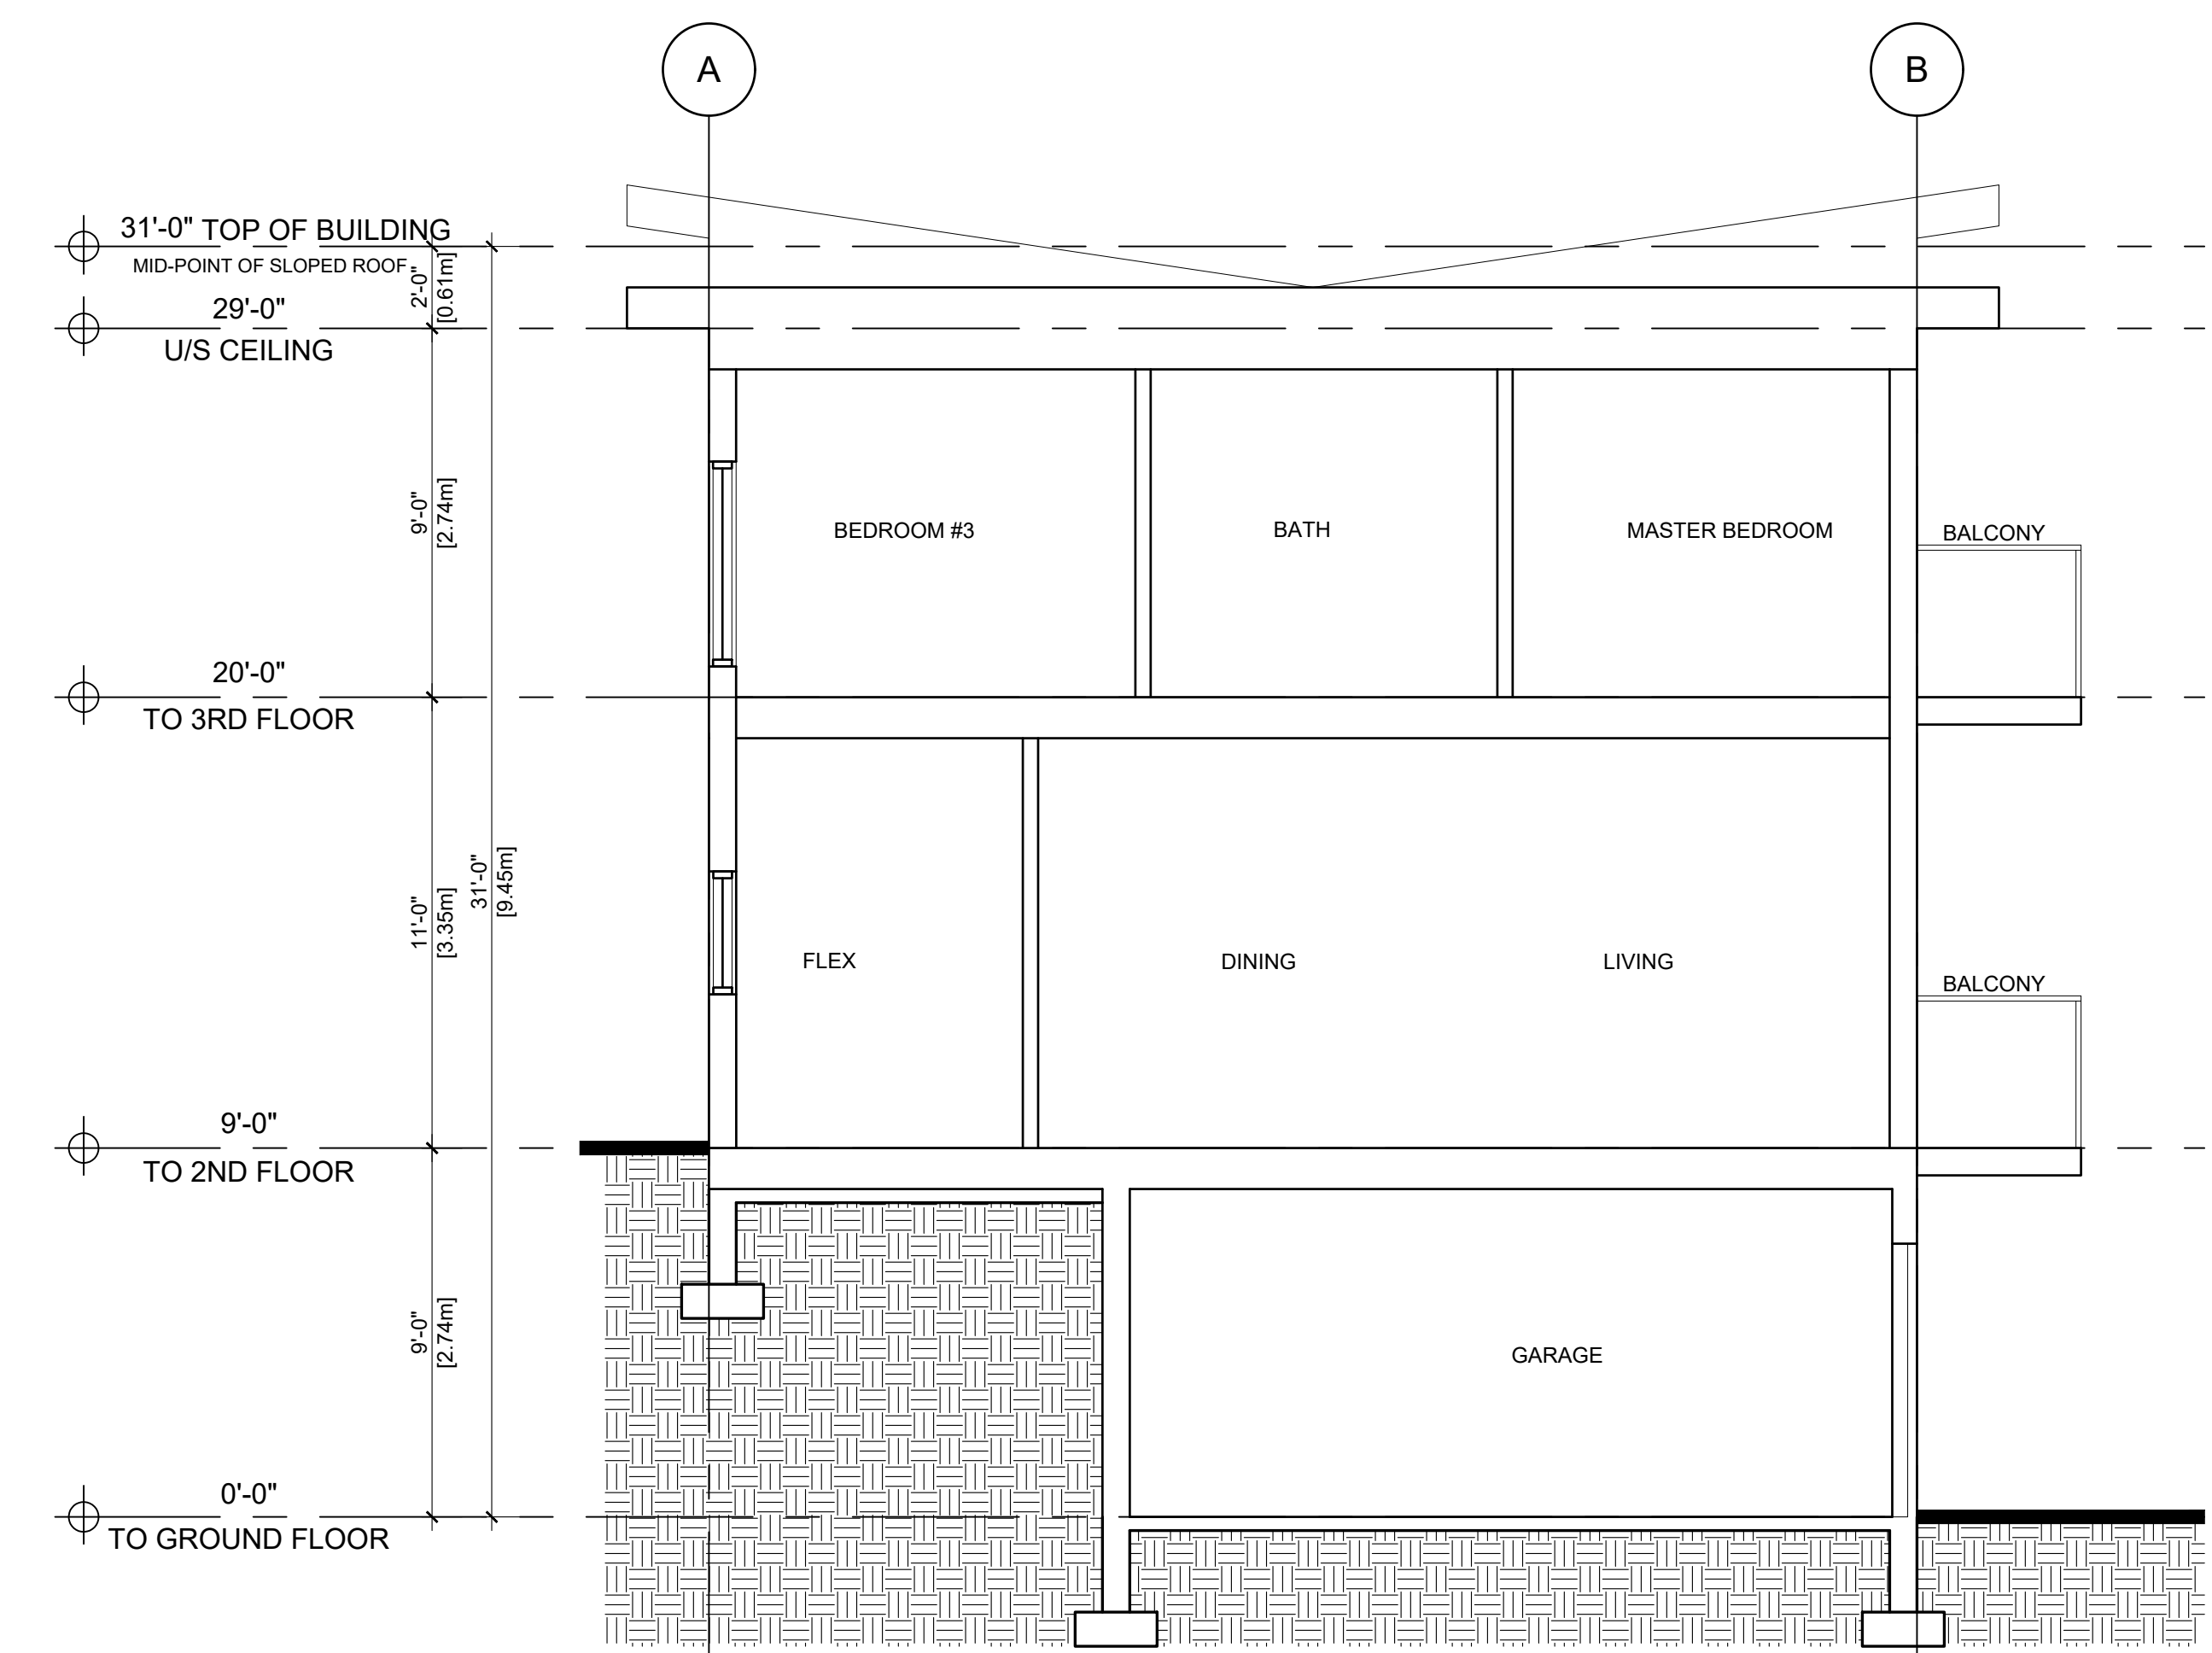 A
B
31'-0" TOP OF BUILDING
MID-POINT OF SLOPED ROOF
2'-0"
[0.61m]
29'-0"
U/S CEILING
9'-0"
[2.74m]
BEDROOM #3
BATH
MASTER BEDROOM
BALCONY
20'-0"
TO 3RD FLOOR
11'-0"
[3.35m]
31'-0"
[9.45m]
FLEX
DINING
LIVING
BALCONY
9'-0"
TO 2ND FLOOR
9'-0"
[2.74m]
GARAGE
0'-0"
TO GROUND FLOOR